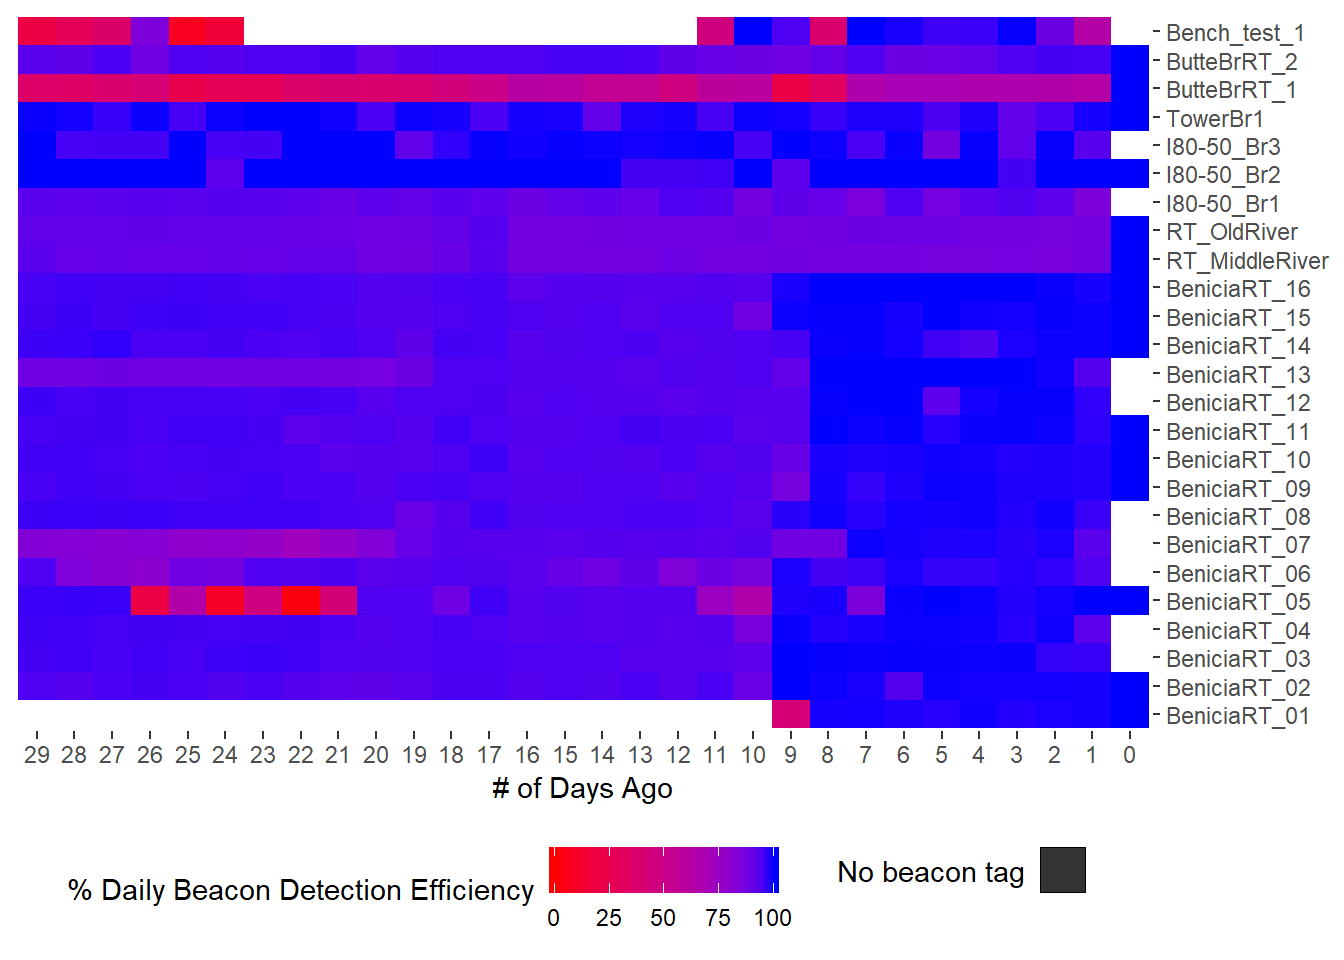 Bench_test_1
ButteBrRT_2
ButteBrRT_1
TowerBr1
I80-50_Br3
I80-50_Br2
I80-50_Br1
RT_OldRiver
RT_MiddleRiver
BeniciaRT_16
BeniciaRT_15
BeniciaRT_14
BeniciaRT_13
BeniciaRT_12
BeniciaRT_11
BeniciaRT_10
BeniciaRT_09
BeniciaRT_08
BeniciaRT_07
BeniciaRT_06
BeniciaRT_05
BeniciaRT_04
BeniciaRT_03
BeniciaRT_02
BeniciaRT_01
29 28 27 26 25 24 23 22 21 20 19 18 17 16 15 14 13 12 11 10 9 8 7 6 5 4 3 2 1 0
# of Days Ago
% Daily Beacon Detection Efficiency
0 25 50 75 100
No beacon tag